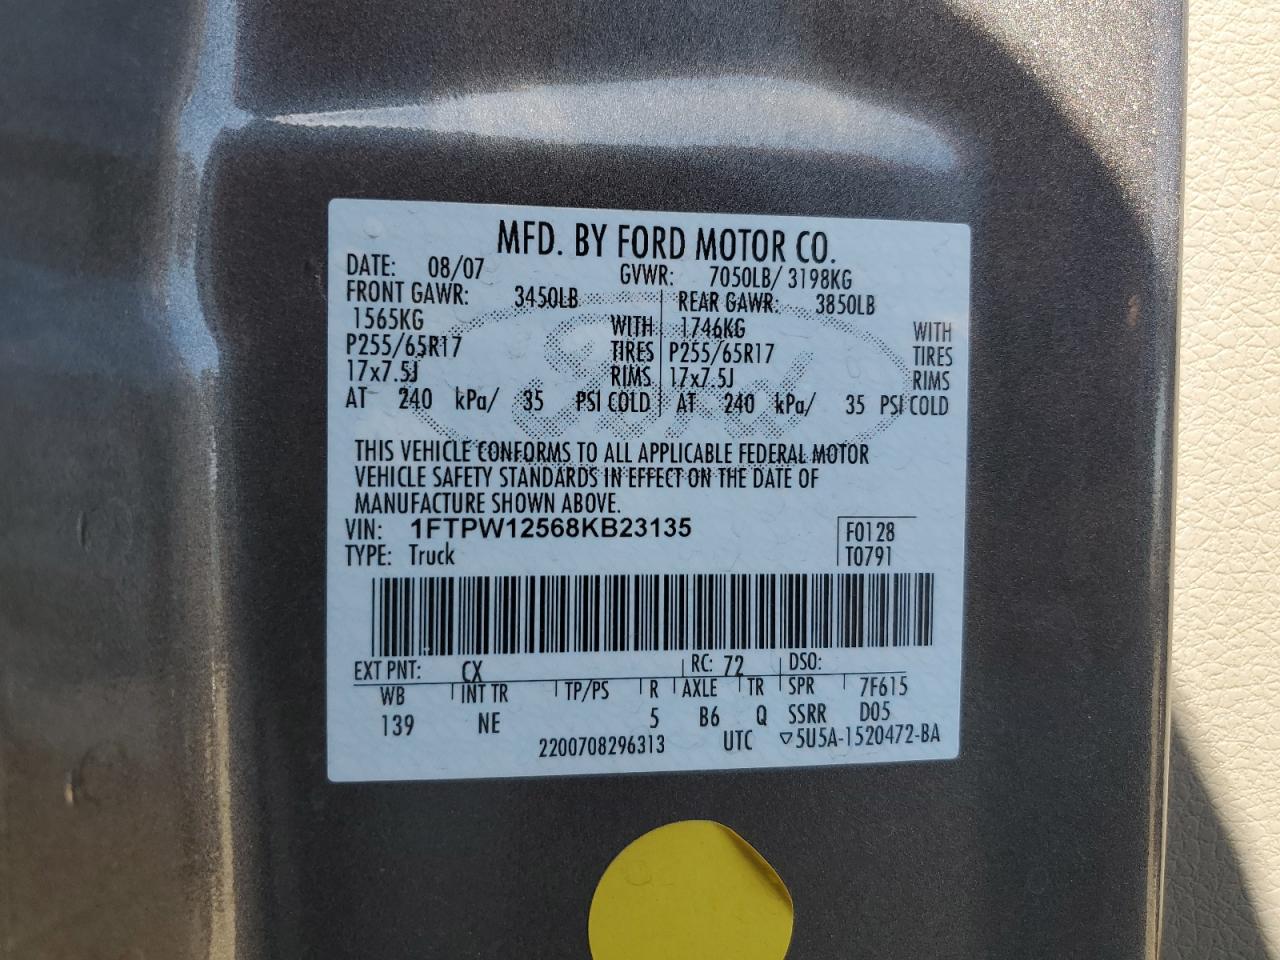 MFD. BY FORD MOTOR CO.
DATE: 08/07 GVWR: 7050LB/ 3198KG
FRONT GAWR: 3450LB REAR GAWR: 3850LB
1565KG WITH 1746KG WITH
P255/65R17 TIRES P255/65R17 TIRES
17x7.5J RIMS 17x7.5J RIMS
AT 240 kPa/ 35 PSI COLD AT 240 kPa/ 35 PSI COLD
THIS VEHICLE CONFORMS TO ALL APPLICABLE FEDERAL MOTOR
VEHICLE SAFETY STANDARDS IN EFFECT ON THE DATE OF
MANUFACTURE SHOWN ABOVE.
VIN: 1FTPW12568KB23135 F0128
TYPE: Truck T0791
EXT PNT: CX RC: 72 DSO:
WB INT TR TP/PS R AXLE TR SPR 7F615
139 NE 5 B6 Q SSRR D05
2200708296313 UTC ▽5U5A-1520472-BA
Ford